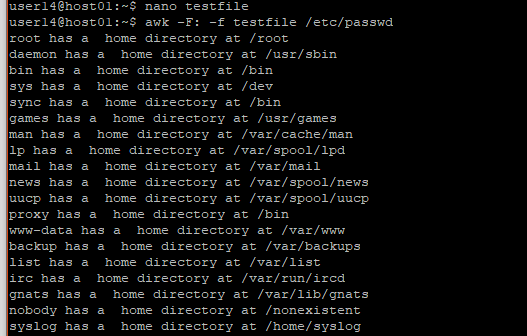 user14@host01:~$ nano testfile
user14@host01:~$ awk -F: -f testfile /etc/passwd
root has a  home directory at /root
daemon has a  home directory at /usr/sbin
bin has a  home directory at /bin
sys has a  home directory at /dev
sync has a  home directory at /bin
games has a  home directory at /usr/games
man has a  home directory at /var/cache/man
lp has a  home directory at /var/spool/lpd
mail has a  home directory at /var/mail
news has a  home directory at /var/spool/news
uucp has a  home directory at /var/spool/uucp
proxy has a  home directory at /bin
www-data has a  home directory at /var/www
backup has a  home directory at /var/backups
list has a  home directory at /var/list
irc has a  home directory at /var/run/ircd
gnats has a  home directory at /var/lib/gnats
nobody has a  home directory at /nonexistent
syslog has a  home directory at /home/syslog